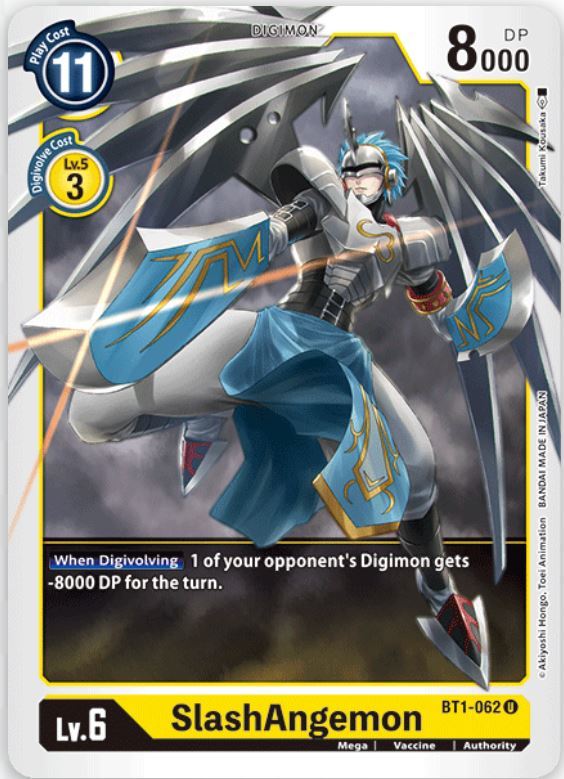 DIGIMON
Play Cost
11
8000 DP
Digivolve Cost
Lv.5
3
Takumi Kousaka
When Digivolving 1 of your opponent's Digimon gets
-8000 DP for the turn.
©Akiyoshi Hongo, Toei Animation BANDAI MADE IN JAPAN
Lv.6
SlashAngemon
BT1-062 U
Mega | Vaccine | Authority